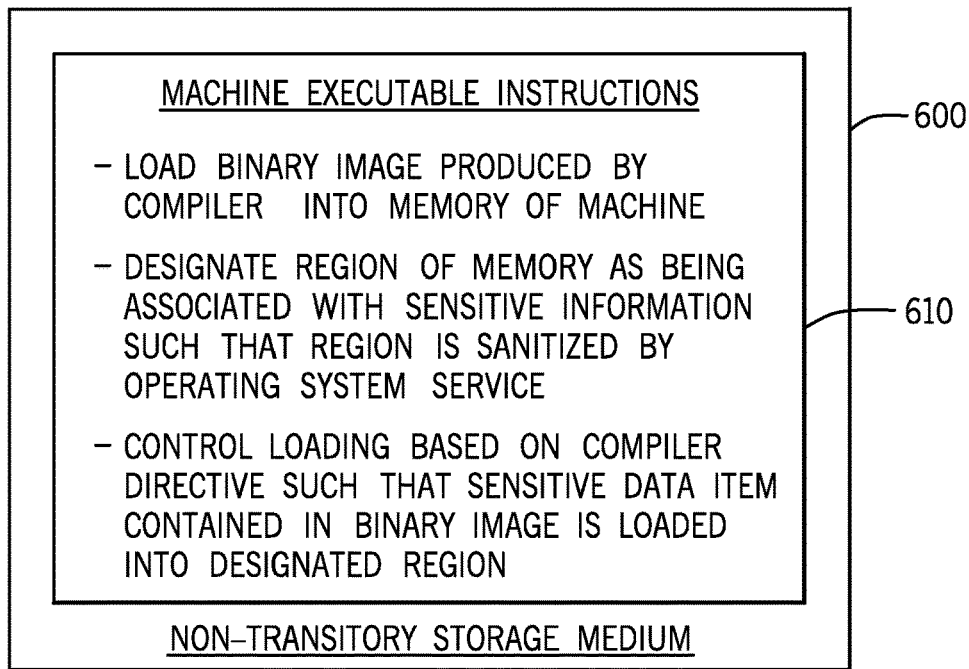 MACHINE EXECUTABLE INSTRUCTIONS
600
- LOAD BINARY IMAGE PRODUCED BY
COMPILER INTO MEMORY OF MACHINE
- DESIGNATE REGION OF MEMORY AS BEING
ASSOCIATED WITH SENSITIVE INFORMATION
610
SUCH THAT REGION IS SANITIZED BY
OPERATING SYSTEM SERVICE
- CONTROL LOADING BASED ON COMPILER
DIRECTIVE SUCH THAT SENSITIVE DATA ITEM
CONTAINED IN BINARY IMAGE IS LOADED
INTO DESIGNATED REGION
NON-TRANSITORY STORAGE MEDIUM